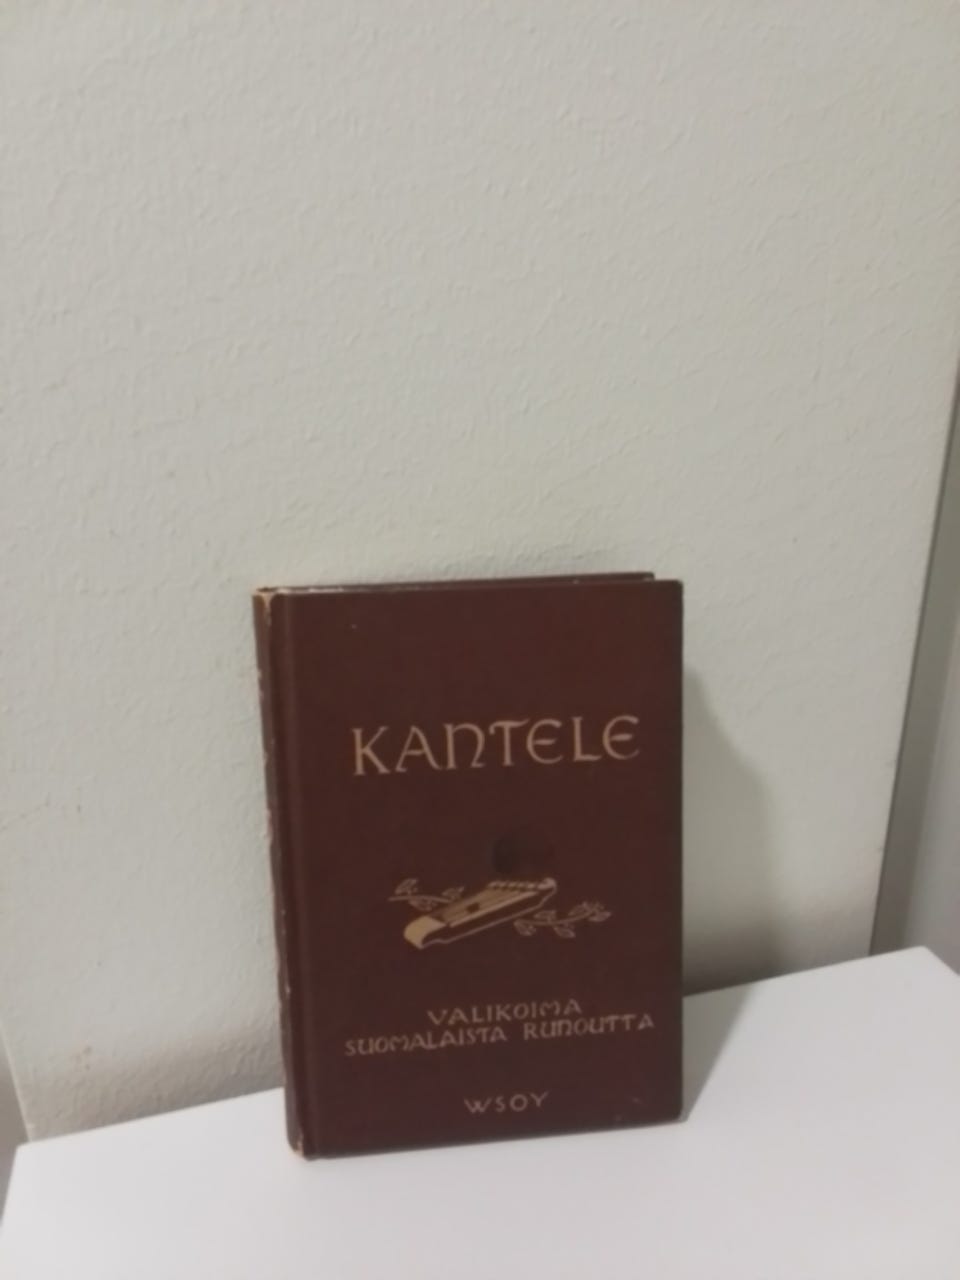 KANTELE
VALIKOIMA
SUOMALAISTA RUNOUTTA
WSOY